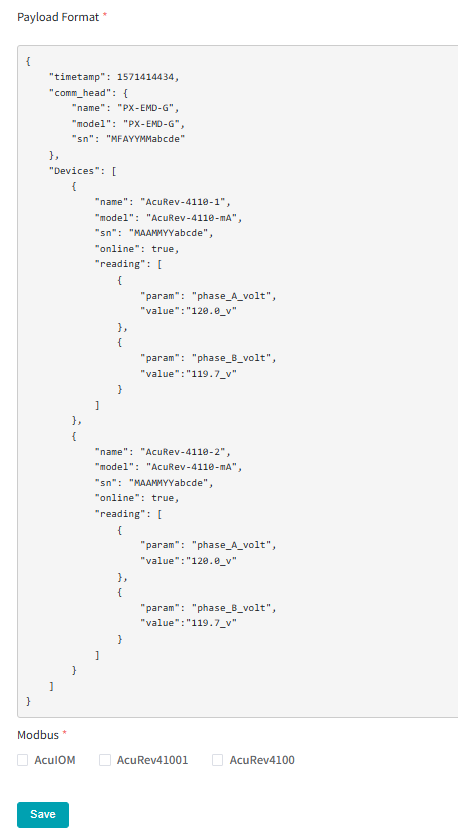 Payload Format *
{
"timetamp": 1571414434,
"comm_head": {
"name": "PX-EMD-G",
"model": "PX-EMD-G",
"sn": "MFAYYMMabcde"
},
"Devices": [
{
"name": "AcuRev-4110-1",
"model": "AcuRev-4110-mA",
"sn": "MAAMMYYabcde",
"online": true,
"reading": [
{
"param": "phase_A_volt",
"value":"120.0_v"
},
{
"param": "phase_B_volt",
"value":"119.7_v"
}
]
},
{
"name": "AcuRev-4110-2",
"model": "AcuRev-4110-mA",
"sn": "MAAMMYYabcde",
"online": true,
"reading": [
{
"param": "phase_A_volt",
"value":"120.0_v"
},
{
"param": "phase_B_volt",
"value":"119.7_v"
}
]
}
]
}
Modbus *
AcuIOM AcuRev41001 AcuRev4100
Save